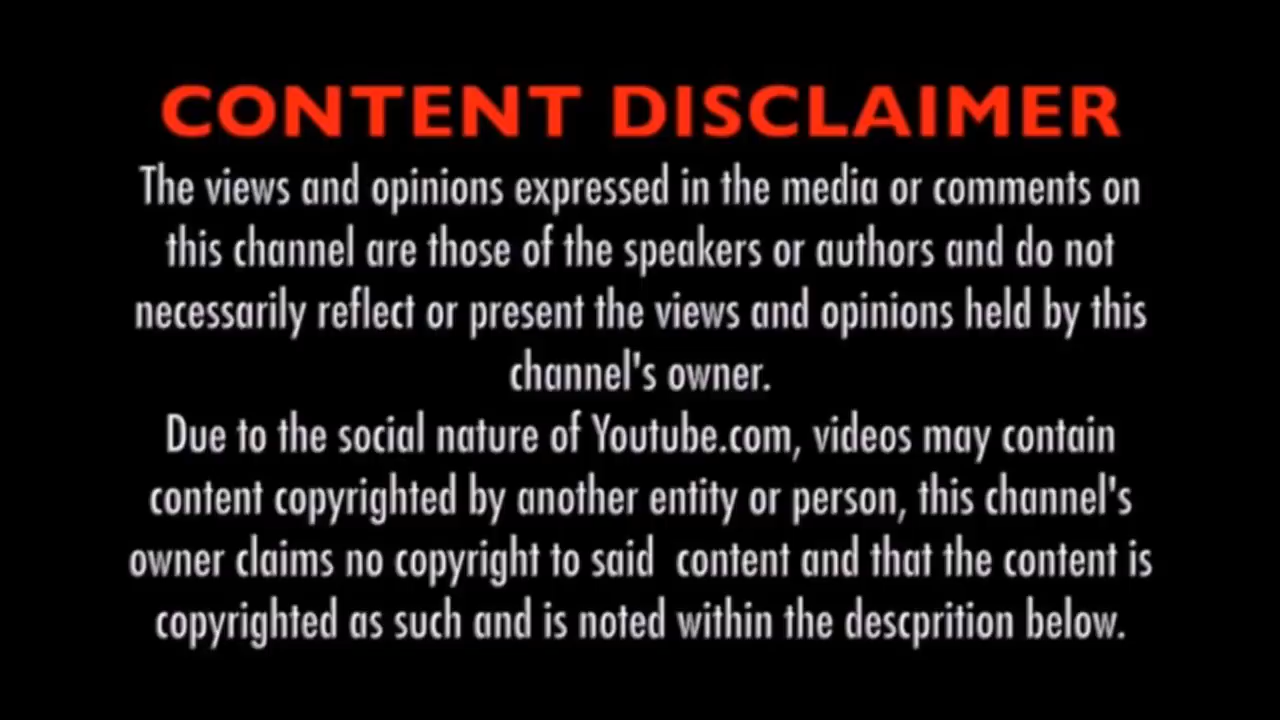 CONTENT DISCLAIMER
The views and opinions expressed in the media or comments on
this channel are those of the speakers or authors and do not
necessarily reflect or present the views and opinions held by this
channel's owner.
Due to the social nature of Youtube.com, videos may contain
content copyrighted by another entity or person, this channel's
owner claims no copyright to said  content and that the content is
copyrighted as such and is noted within the descprition below.